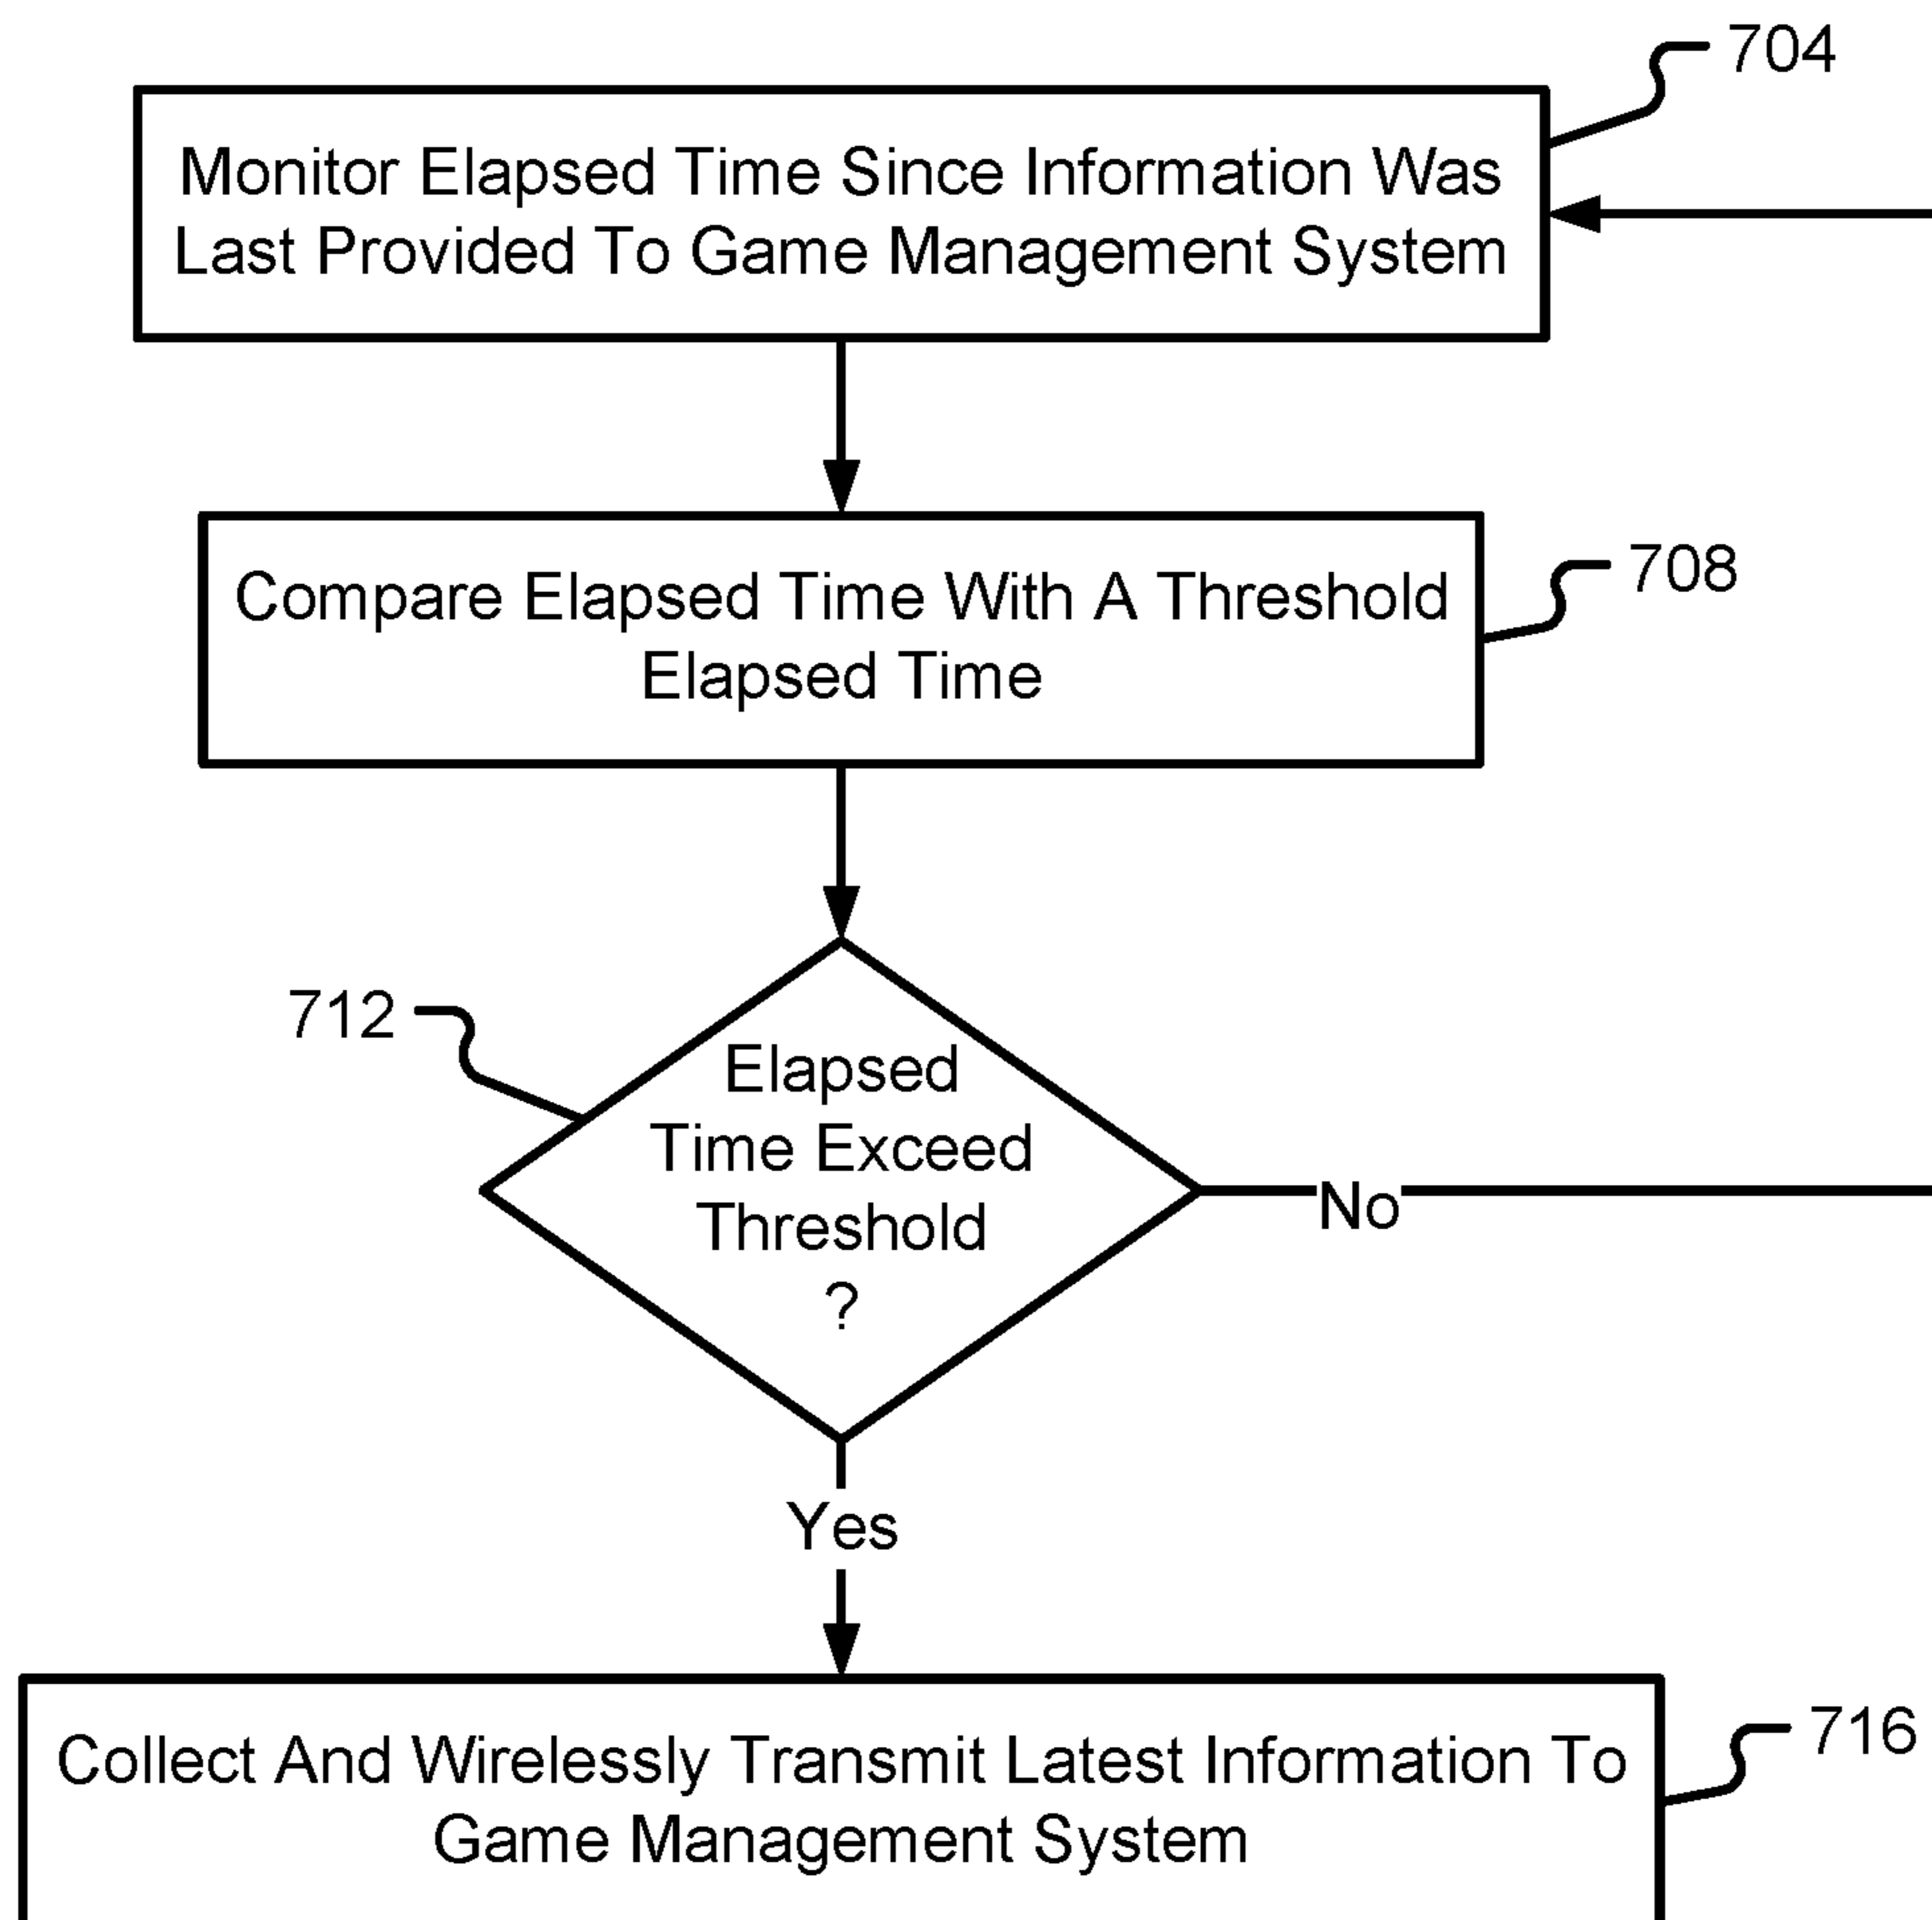 704
Monitor Elapsed Time Since Information Was
Last Provided To Game Management System
Compare Elapsed Time With A Threshold
Elapsed Time
708
712
Elapsed
Time Exceed
Threshold
?
No
Yes
Collect And Wirelessly Transmit Latest Information To
Game Management System
716